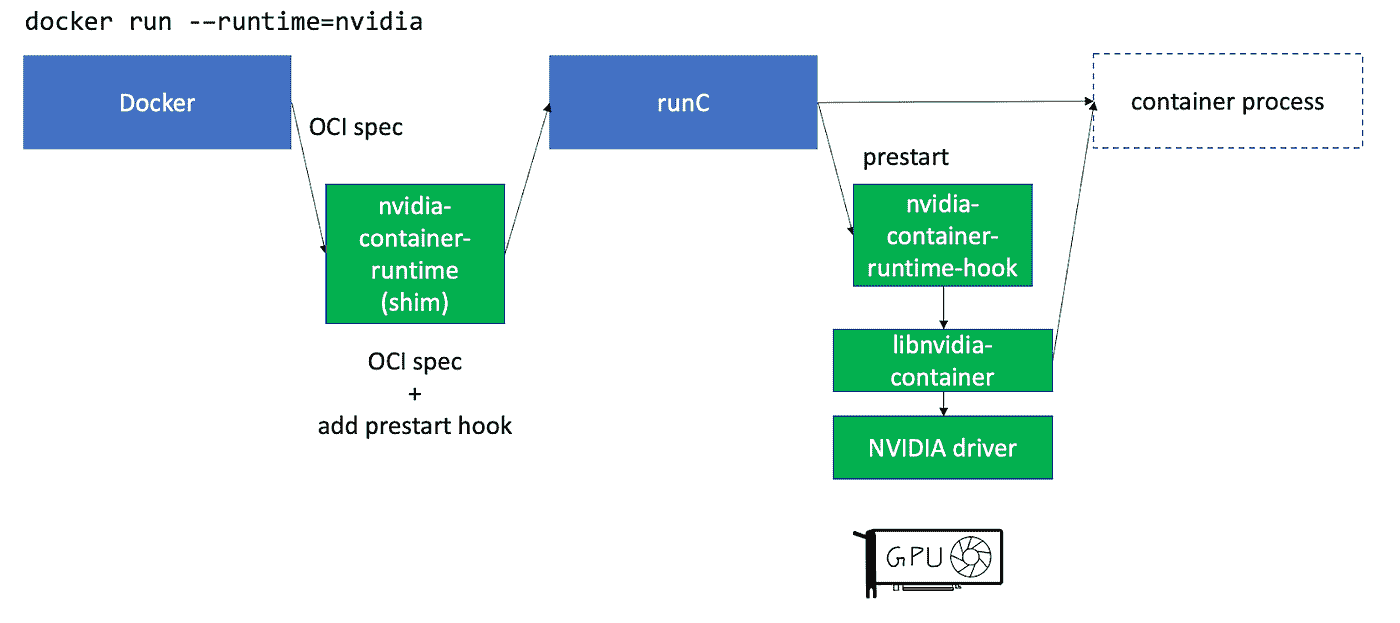 docker run --runtime=nvidia
Docker
OCI spec
nvidia-
container-
runtime
(shim)
OCI spec
+
add prestart hook
runC
prestart
nvidia-
container-
runtime-hook
libnvidia-
container
NVIDIA driver
GPU
container process